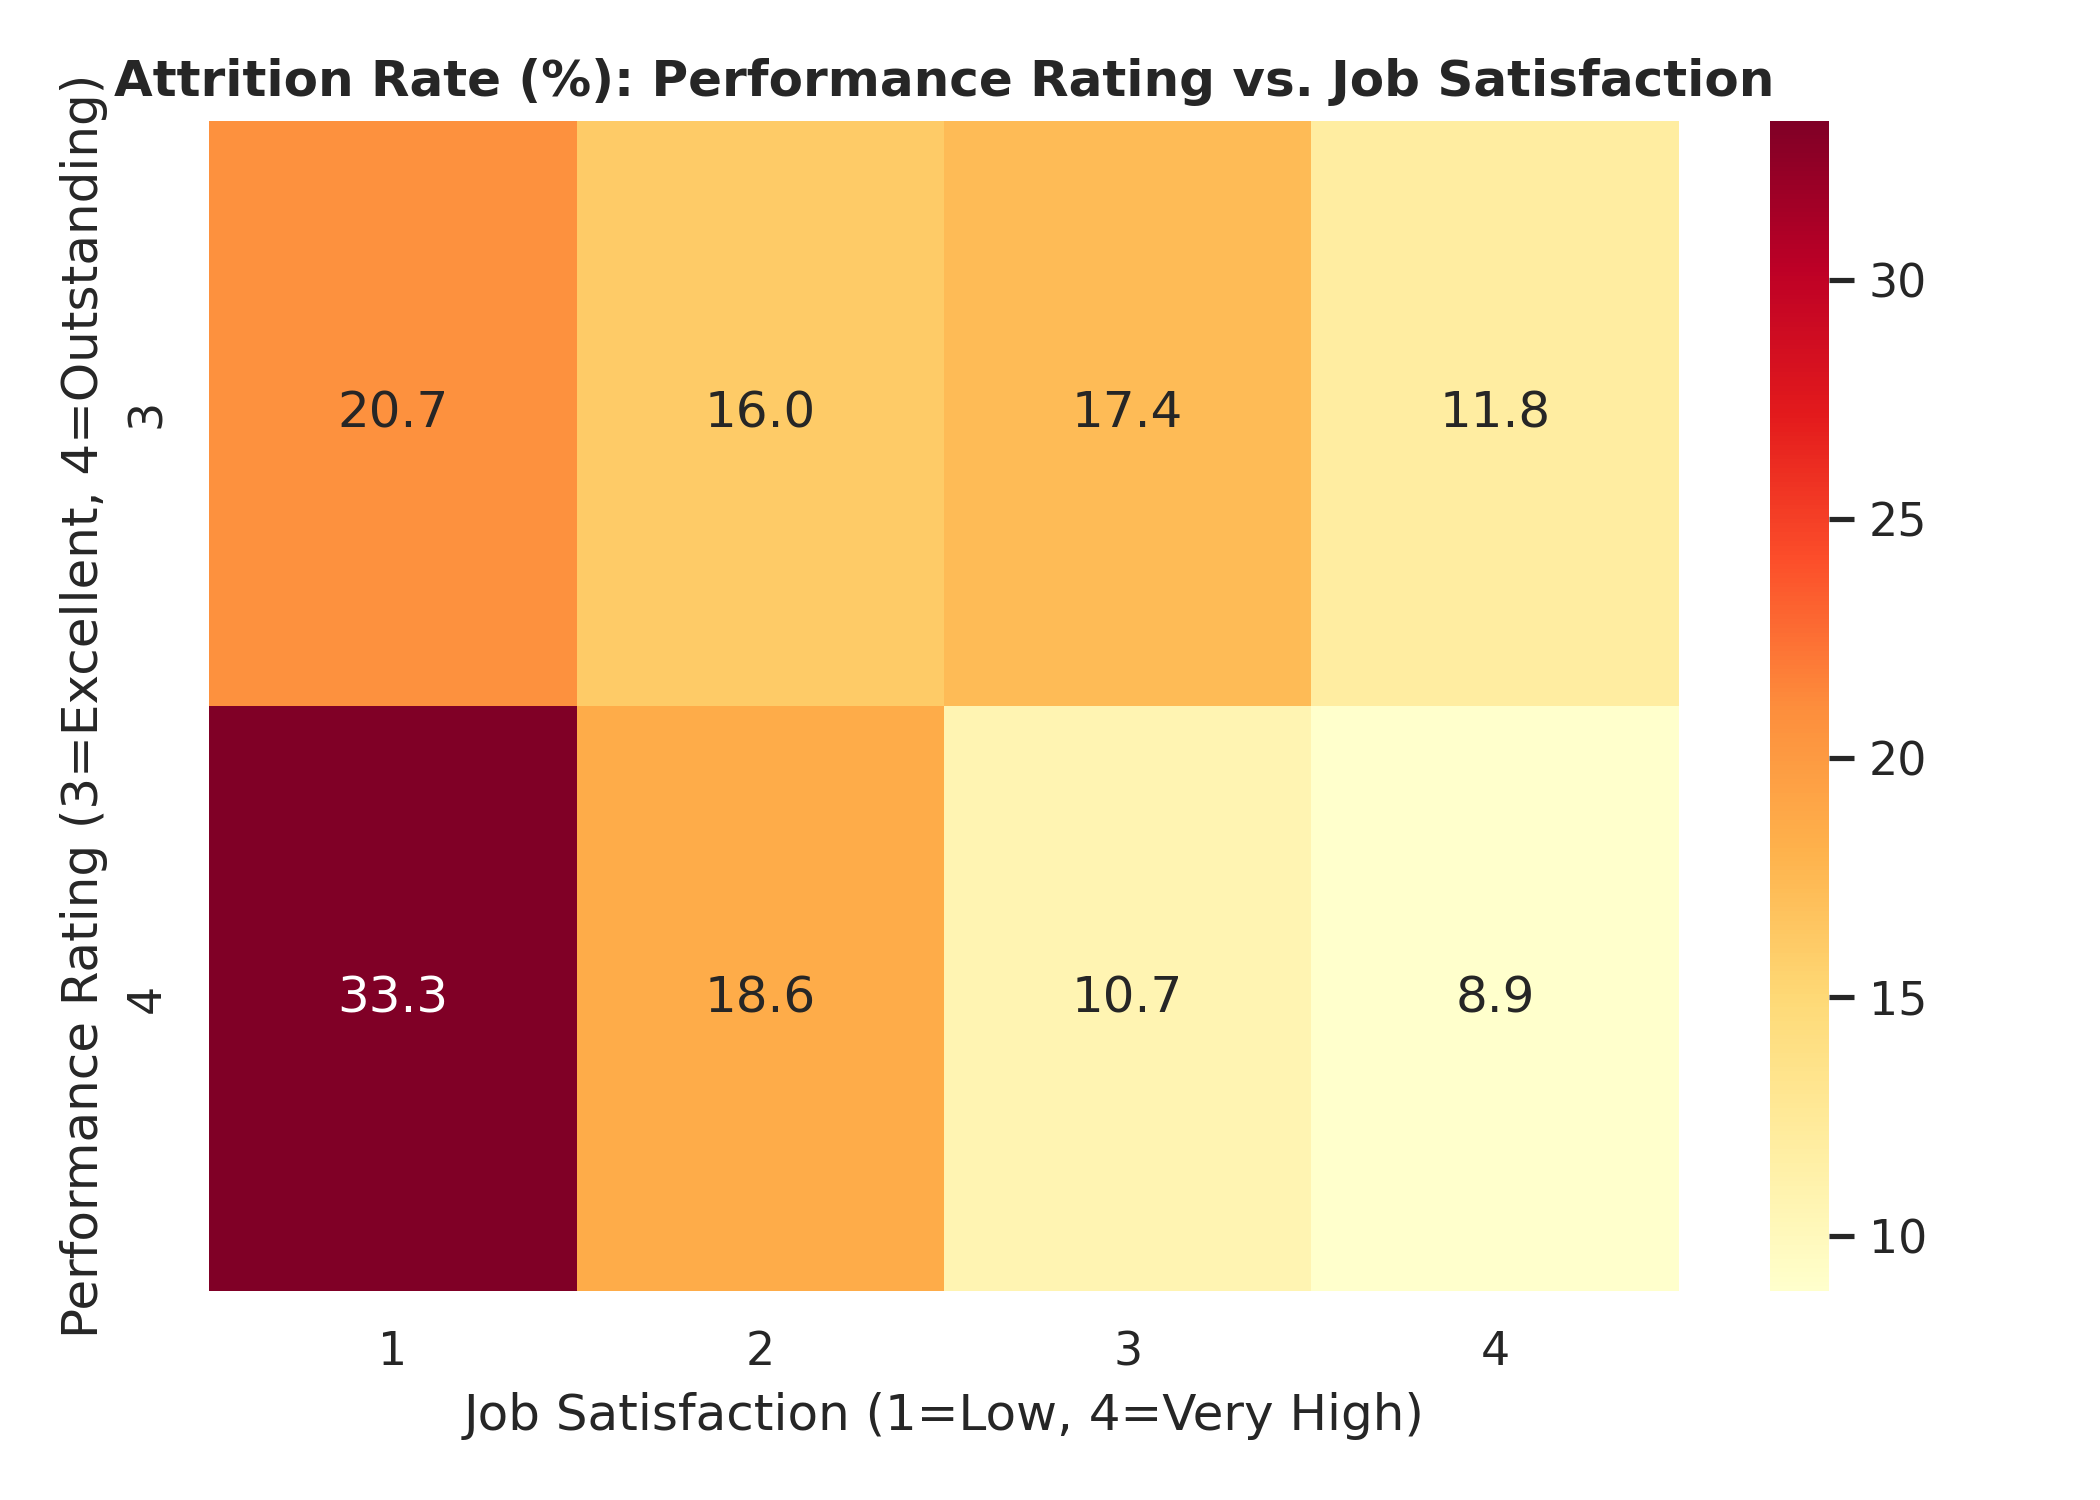 Attrition Rate (%): Performance Rating vs. Job Satisfaction
Performance Rating (3=Excellent, 4=Outstanding)
3
20.7 16.0 17.4 11.8
4
33.3 18.6 10.7 8.9
1 2 3 4
Job Satisfaction (1=Low, 4=Very High)
30
25
20
15
10